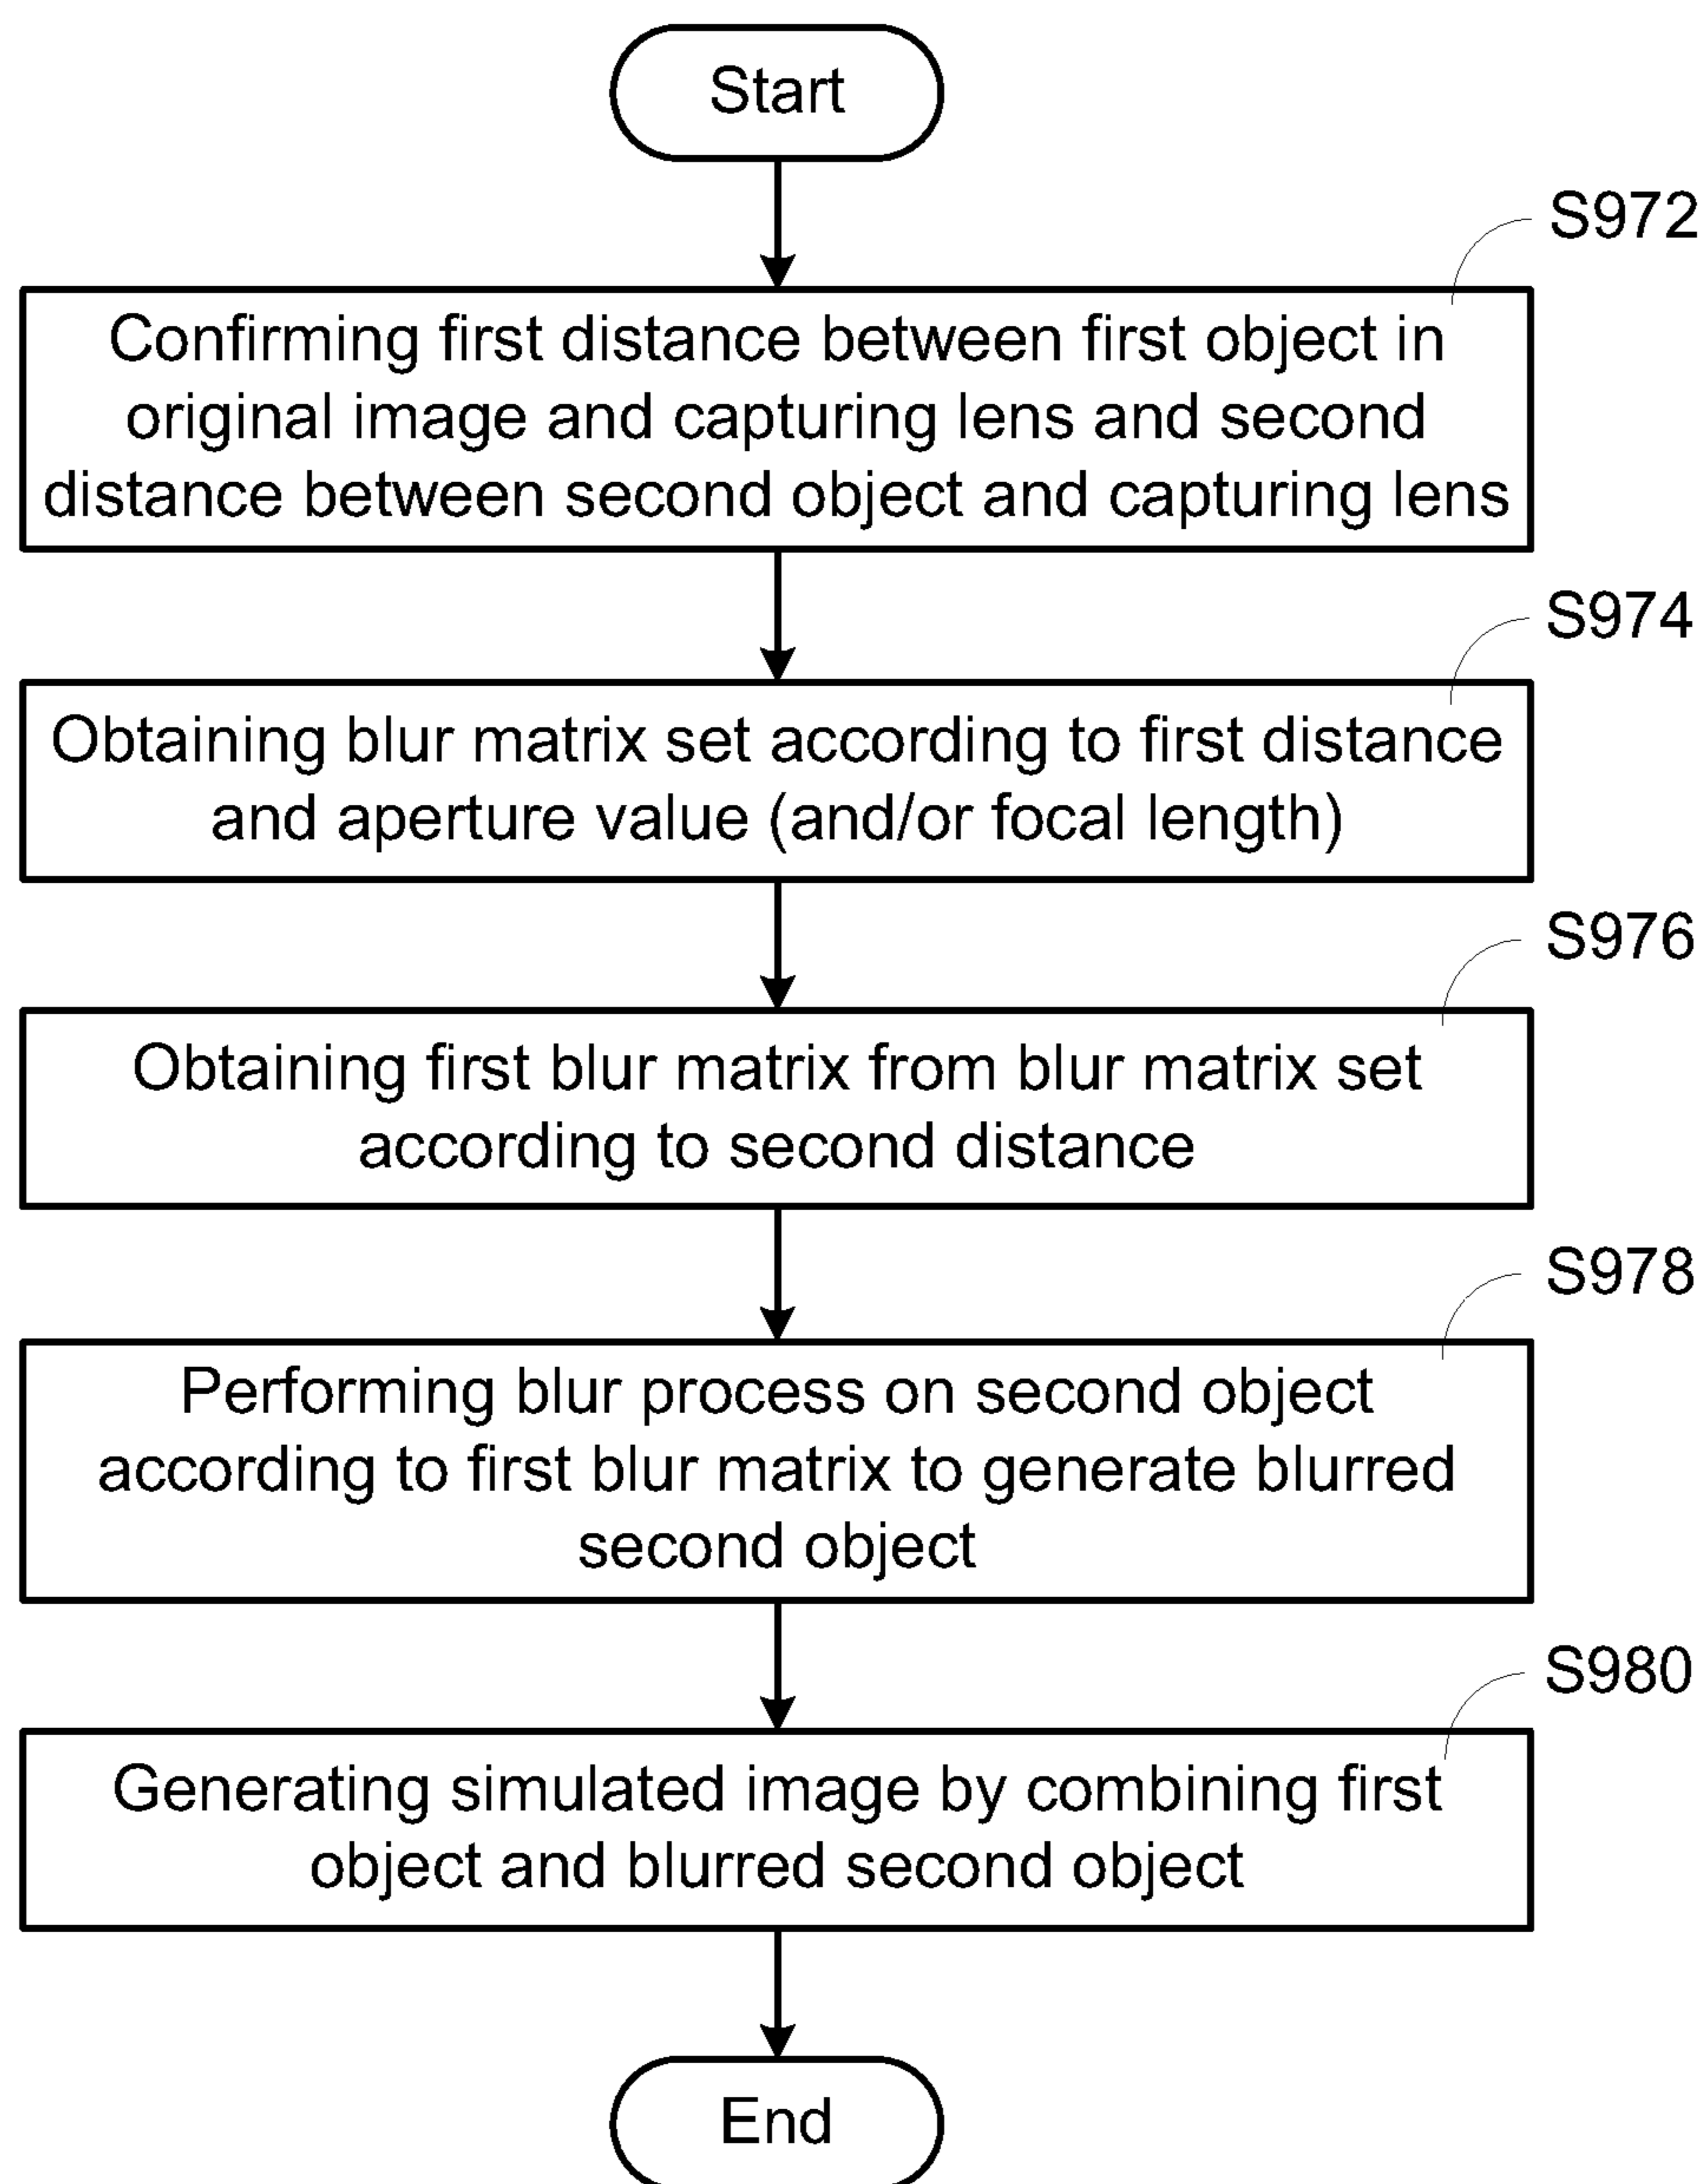 Start
S972
Confirming first distance between first object in
original image and capturing lens and second
distance between second object and capturing lens
S974
Obtaining blur matrix set according to first distance
and aperture value (and/or focal length)
S976
Obtaining first blur matrix from blur matrix set
according to second distance
S978
Performing blur process on second object
according to first blur matrix to generate blurred
second object
S980
Generating simulated image by combining first
object and blurred second object
End